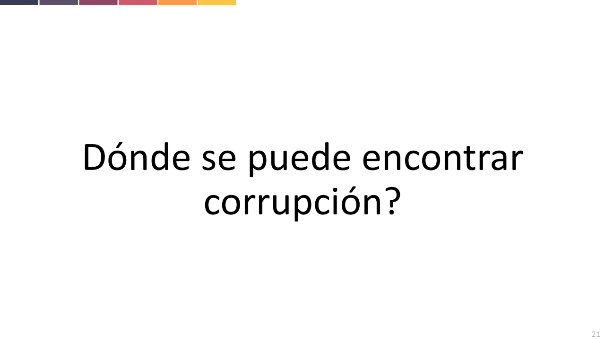 Dónde se puede encontrar
corrupción?
21